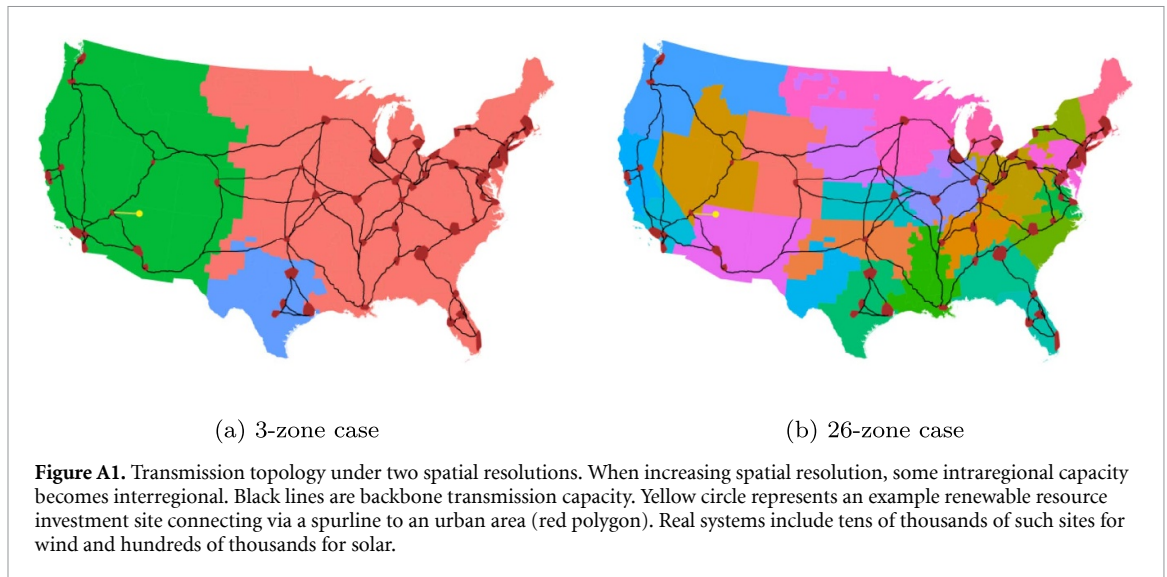 (a) 3-zone case
(b) 26-zone case
Figure A1. Transmission topology under two spatial resolutions. When increasing spatial resolution, some intraregional capacity
becomes interregional. Black lines are backbone transmission capacity. Yellow circle represents an example renewable resource
investment site connecting via a spurline to an urban area (red polygon). Real systems include tens of thousands of such sites for
wind and hundreds of thousands for solar.